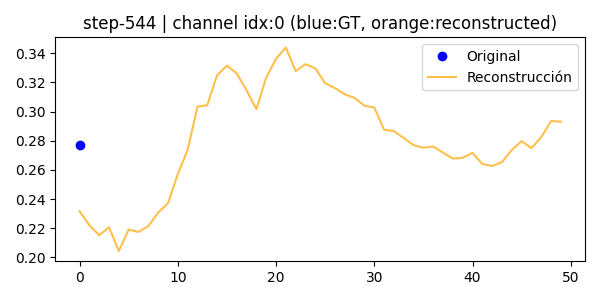 step-544 | channel idx:0 (blue:GT, orange:reconstructed)
0.34
0.32
0.30
0.28
0.26
0.24
0.22
0.20
0 10 20 30 40 50
Original
Reconstrucción